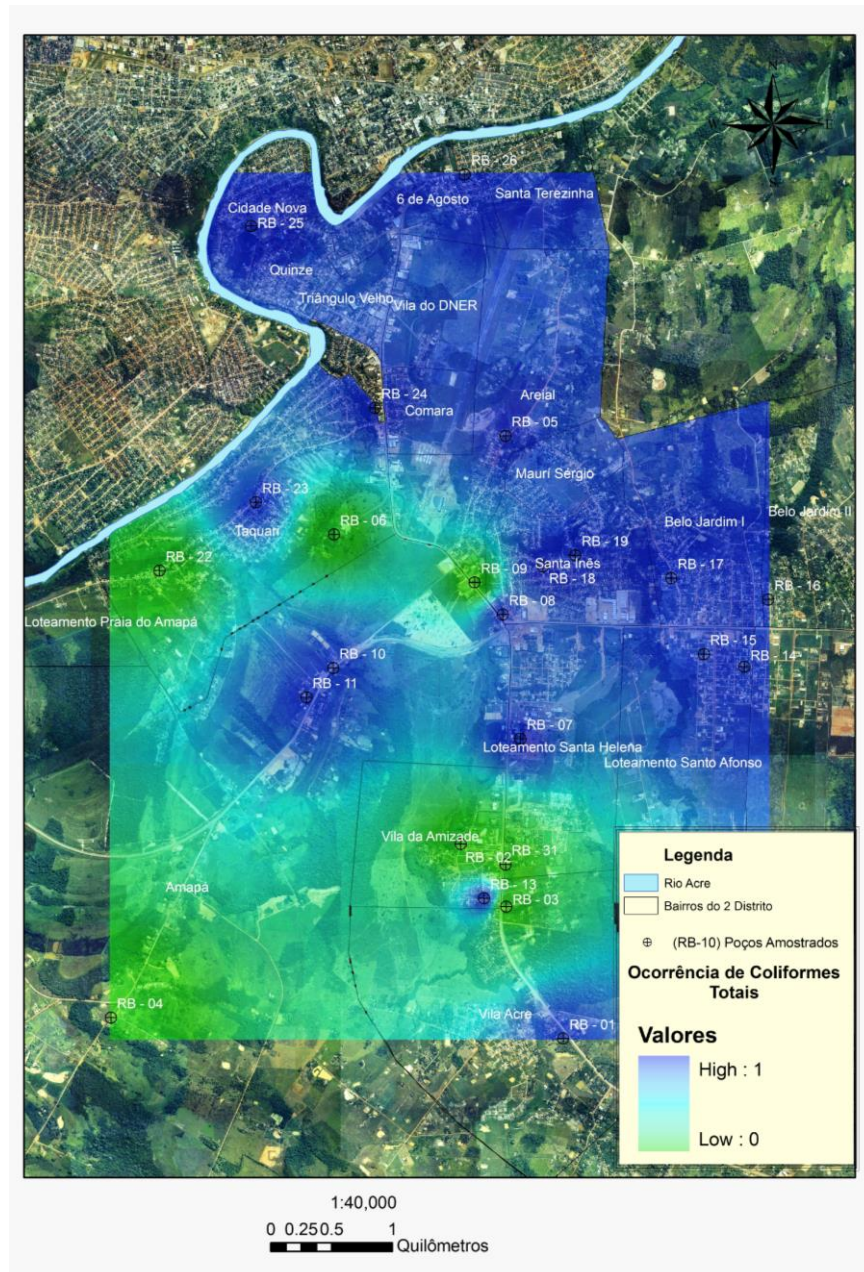 N
W
E
S
RB - 26
6 de Agosto
Santa Terezinha
Cidade Nova
RB - 25
Quinze
Triângulo Velho
Vila do DNER
RB - 24
Comara
Areial
RB - 05
Maurí Sérgio
RB - 23
Taquari
RB - 06
Belo Jardim II
Belo Jardim I
RB - 22
RB - 09
RB - 19
Santa Inês
RB - 18
RB - 17
RB - 16
RB - 08
Loteamento Praia do Amapá
RB - 10
RB - 15
RB - 14
RB - 11
RB - 07
Loteamento Santa Helena
Loteamento Santo Afonso
Vila da Amizade
RB - 02
RB - 31
RB - 13
RB - 03
Amapá
RB - 04
Vila Acre
RB - 01
Legenda
Rio Acre
Bairros do 2 Distrito
(RB-10) Poços Amostrados
Ocorrência de Coliformes
Totais
Valores
High : 1
Low : 0
1:40,000
0 0.25 0.5 1
Quilômetros